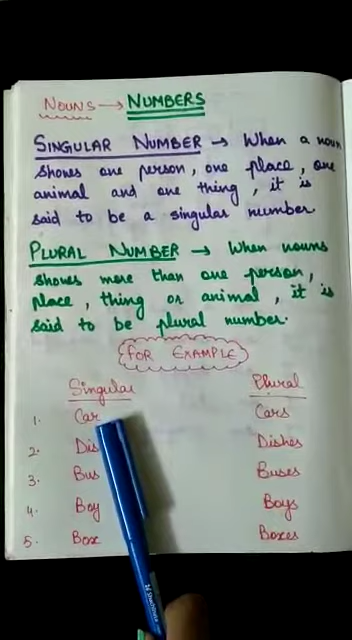 NOUNS → NUMBERS
SINGULAR NUMBER → When a noun
shows one person, one place, one
animal and one thing, it is
said to be a singular number.
PLURAL NUMBER → When nouns
shows more than one person,
place, thing or animal, it is
said to be plural number.
FOR EXAMPLE
Singular Plural
1. Car Cars
2. Dishes
3. Bus Buses
4. Boy Boys
5. Box Boxes